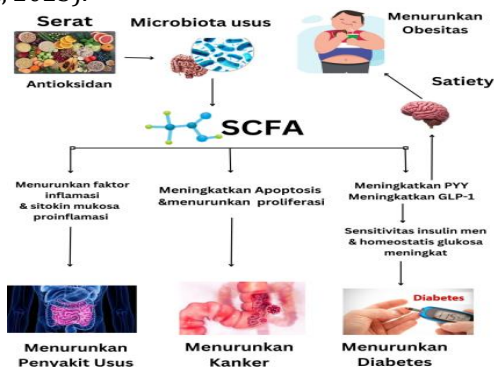 , 2023).
Serat
Microbiota usus
Menurunkan
Obesitas
Antioksidan
Satiety
SCFA
Menurunkan faktor
inflamasi
& sitokin mukosa
proinflamasi
Meningkatkan Apoptosis
&menurunkan proliferasi
Meningkatkan PYY
Meningkatkan GLP-1
Sensitivitas insulin men
& homeostatis glukosa
meningkat
Diabetes
Menurunkan
Penyakit Usus
Menurunkan
Kanker
Menurunkan
Diabetes